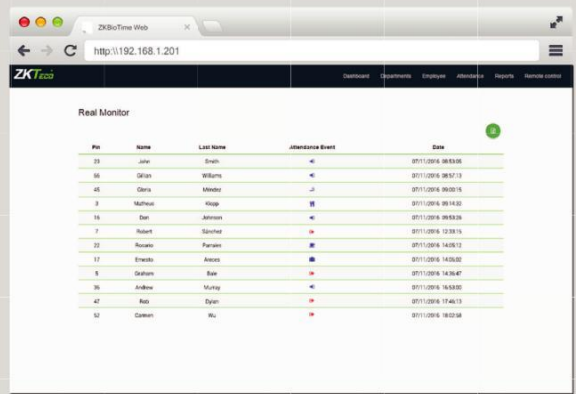 ZKBioTime Web
http:\\192.168.1.201
ZKTeco
Dashboard Departments Employee Attendance Reports Remote control
Real Monitor
Pin Name Last Name Attendance Event Date
23 John Smith 07/11/2016 08:53:05
56 Gillian Williams 07/11/2016 08:57:13
45 Gloria Méndez 07/11/2016 09:00:15
3 Matheus Klopp 07/11/2016 09:14:32
16 Dan Johnson 07/11/2016 09:53:26
7 Robert Sánchez 07/11/2016 12:33:15
22 Rosario 07/11/2016 14:05:12
17 Ernesto 07/11/2016 14:06:02
5 Graham Bale 07/11/2016 14:36:47
36 Andrew Murray 07/11/2016 16:53:00
47 Rob Dylan 07/11/2016 17:46:13
52 Carmen Wu 07/11/2016 18:02:58